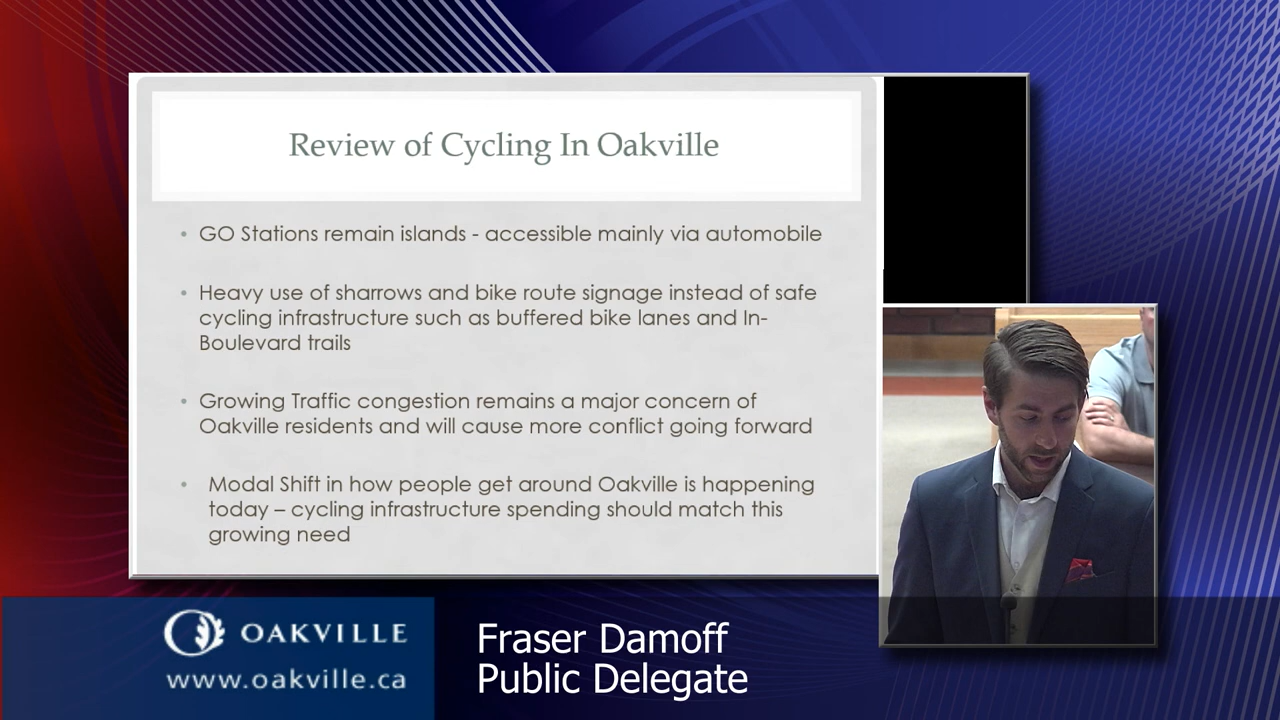 Review of Cycling In Oakville
• GO Stations remain islands - accessible mainly via automobile
• Heavy use of sharrows and bike route signage instead of safe
cycling infrastructure such as buffered bike lanes and In-
Boulevard trails
• Growing Traffic congestion remains a major concern of
Oakville residents and will cause more conflict going forward
• Modal Shift in how people get around Oakville is happening
today – cycling infrastructure spending should match this
growing need
OAKVILLE
www.oakville.ca
Fraser Damoff
Public Delegate